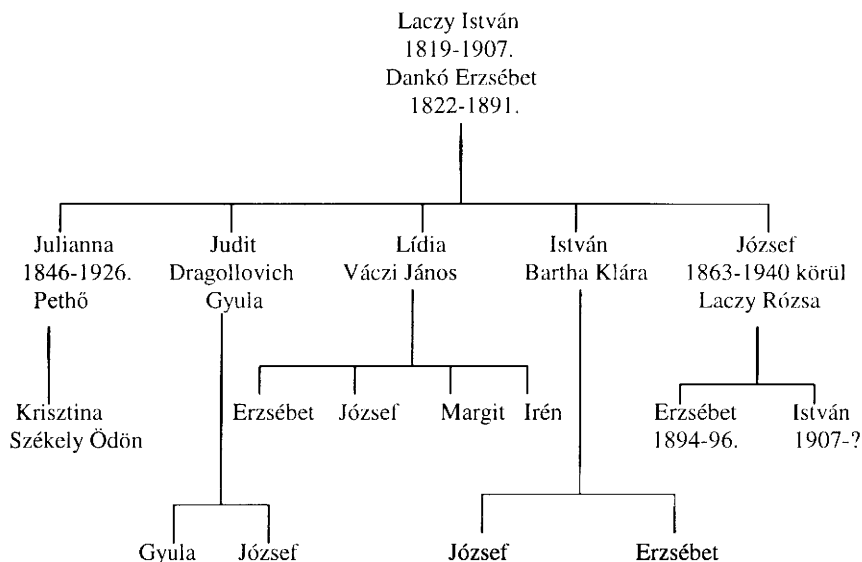 Laczy István
1819-1907.
Dankó Erzsébet
1822-1891.
Julianna Judit Lídia István József
1846-1926. Dragollovich Váczi János Bartha Klára 1863-1940 körül
Pethő Gyula Laczy Rózsa
Erzsébet József Margit Irén
Krisztina Erzsébet István
Székely Ödön 1894-96. 1907-?
Gyula József József Erzsébet